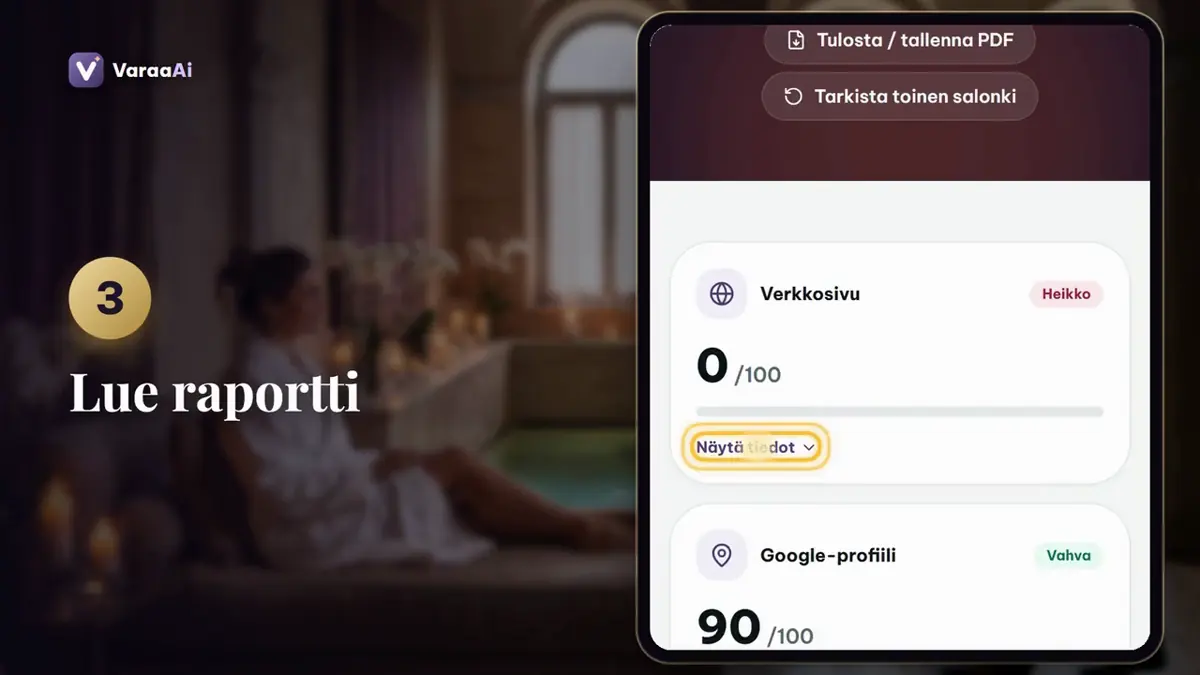 VaraaAi
3
Lue raportti
Tulosta / tallenna PDF
Tarkista toinen salonki
Verkkosivu
Heikko
0 /100
Näytä tiedot
Google-profiili
Vahva
90 /100